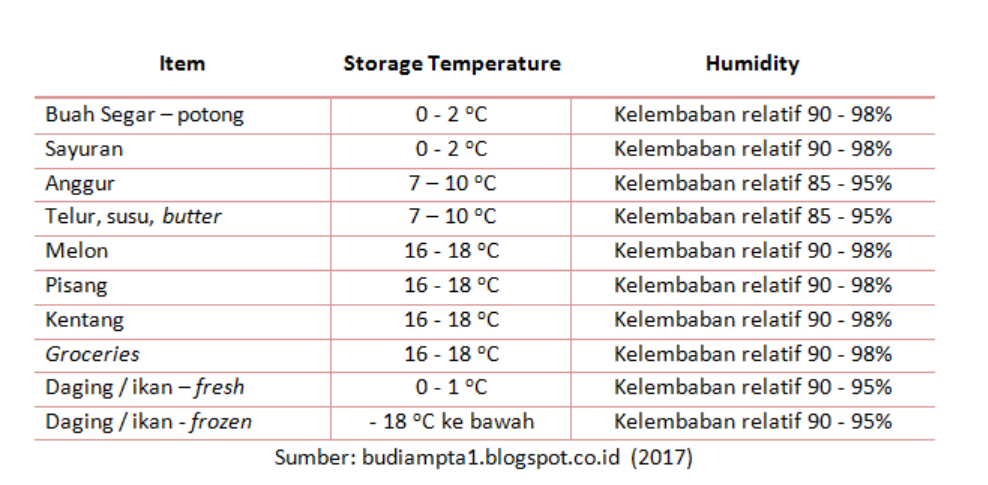 Item Storage Temperature Humidity
Buah Segar – potong 0 - 2 °C Kelembaban relatif 90 - 98%
Sayuran 0 - 2 °C Kelembaban relatif 90 - 98%
Anggur 7 – 10 °C Kelembaban relatif 85 - 95%
Telur, susu, butter 7 – 10 °C Kelembaban relatif 85 - 95%
Melon 16 - 18 °C Kelembaban relatif 90 - 98%
Pisang 16 - 18 °C Kelembaban relatif 90 - 98%
Kentang 16 - 18 °C Kelembaban relatif 90 - 98%
Groceries 16 - 18 °C Kelembaban relatif 90 - 98%
Daging / ikan – fresh 0 - 1 °C Kelembaban relatif 90 - 95%
Daging / ikan - frozen - 18 °C ke bawah Kelembaban relatif 90 - 95%
Sumber: budiampta1.blogspot.co.id (2017)